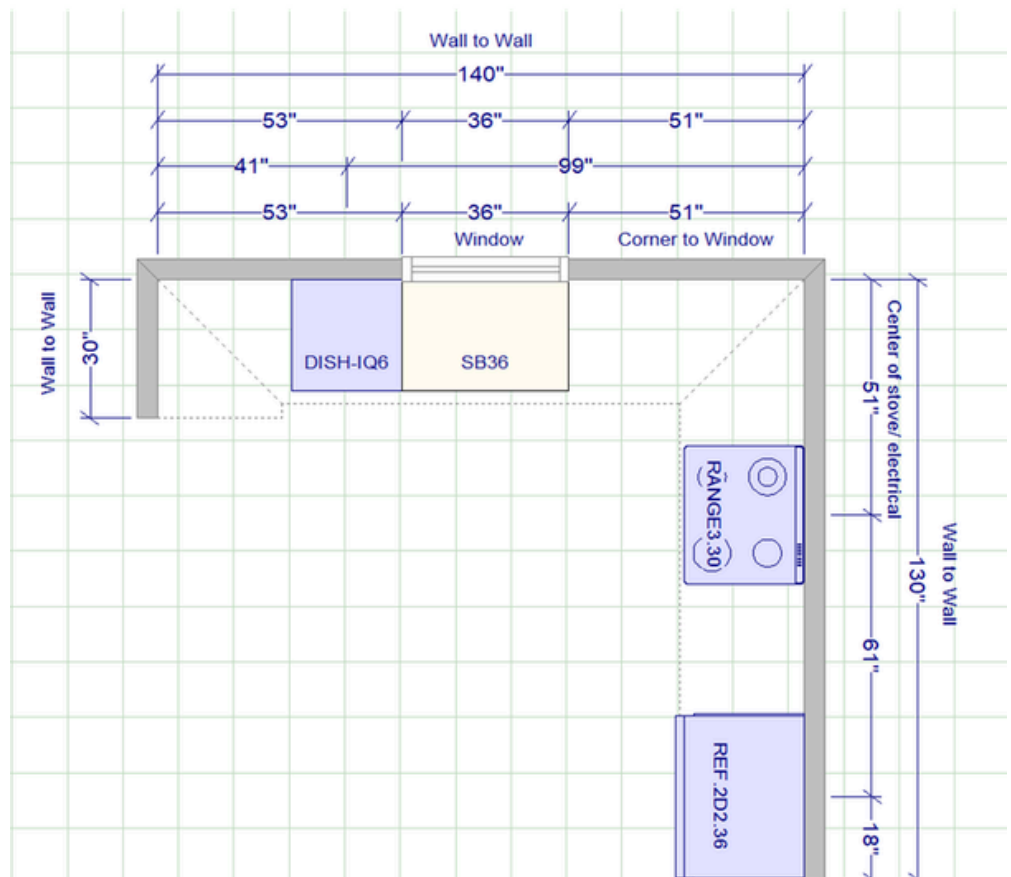 Wall to Wall
140"
53" 36" 51"
41" 99"
53" 36" 51"
Window Corner to Window
Wall to Wall
30"
DISH-IQ6
SB36
RANGE3.30
REF.2D2.36
51"
Center of stove/ electrical
61"
18"
130"
Wall to Wall